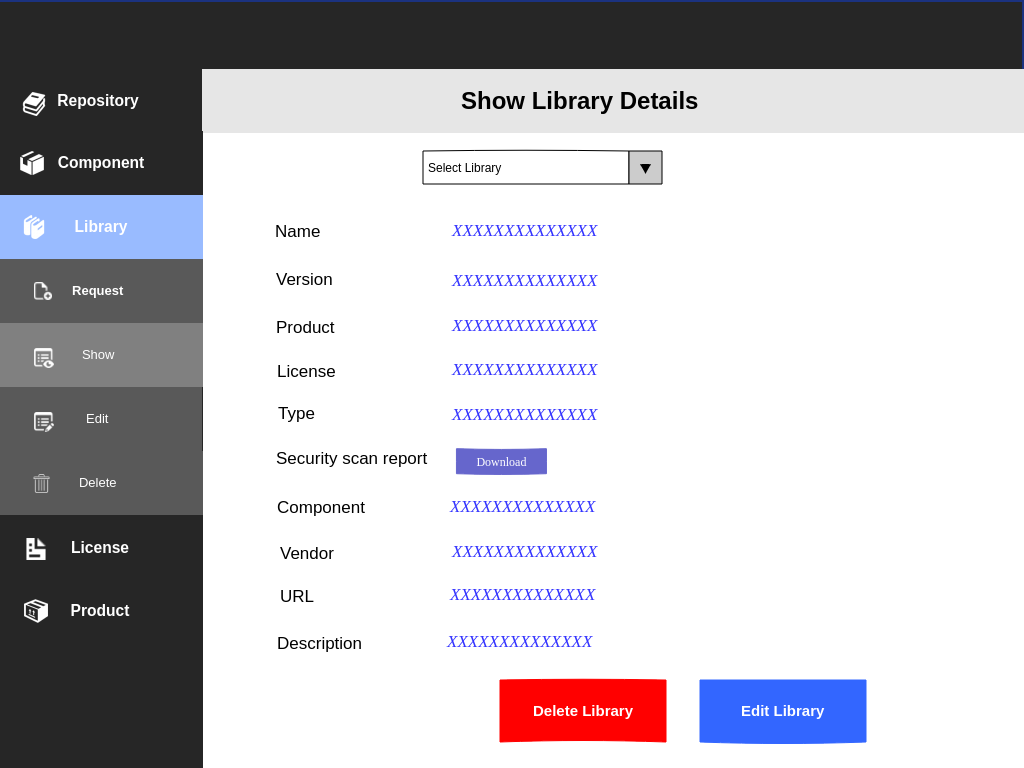 Repository
Component
Library
Request
Show
Edit
Delete
License
Product
Show Library Details
Select Library
Name XXXXXXXXXXXXXX
Version XXXXXXXXXXXXXX
Product XXXXXXXXXXXXXX
License XXXXXXXXXXXXXX
Type XXXXXXXXXXXXXX
Security scan report Download
Component XXXXXXXXXXXXXX
Vendor XXXXXXXXXXXXXX
URL XXXXXXXXXXXXXX
Description XXXXXXXXXXXXXX
Delete Library Edit Library